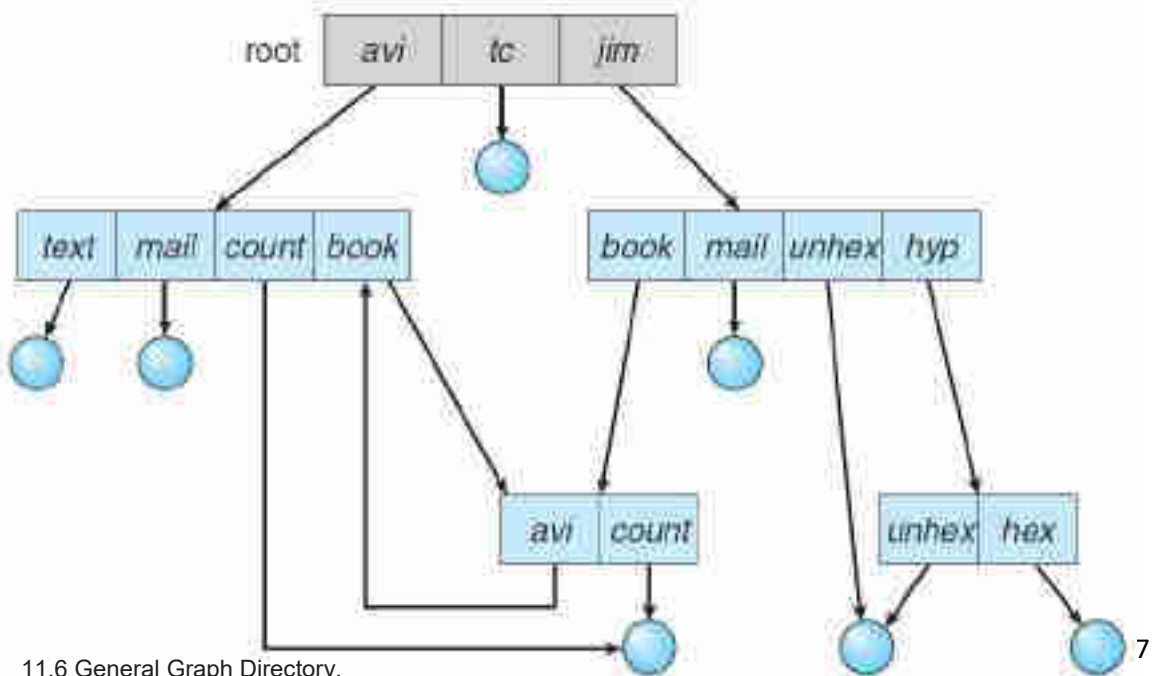 root avi tc jim
text mail count book
book mail unhex hyp
avi count
unhex hex
7
11.6 General Graph Directory.